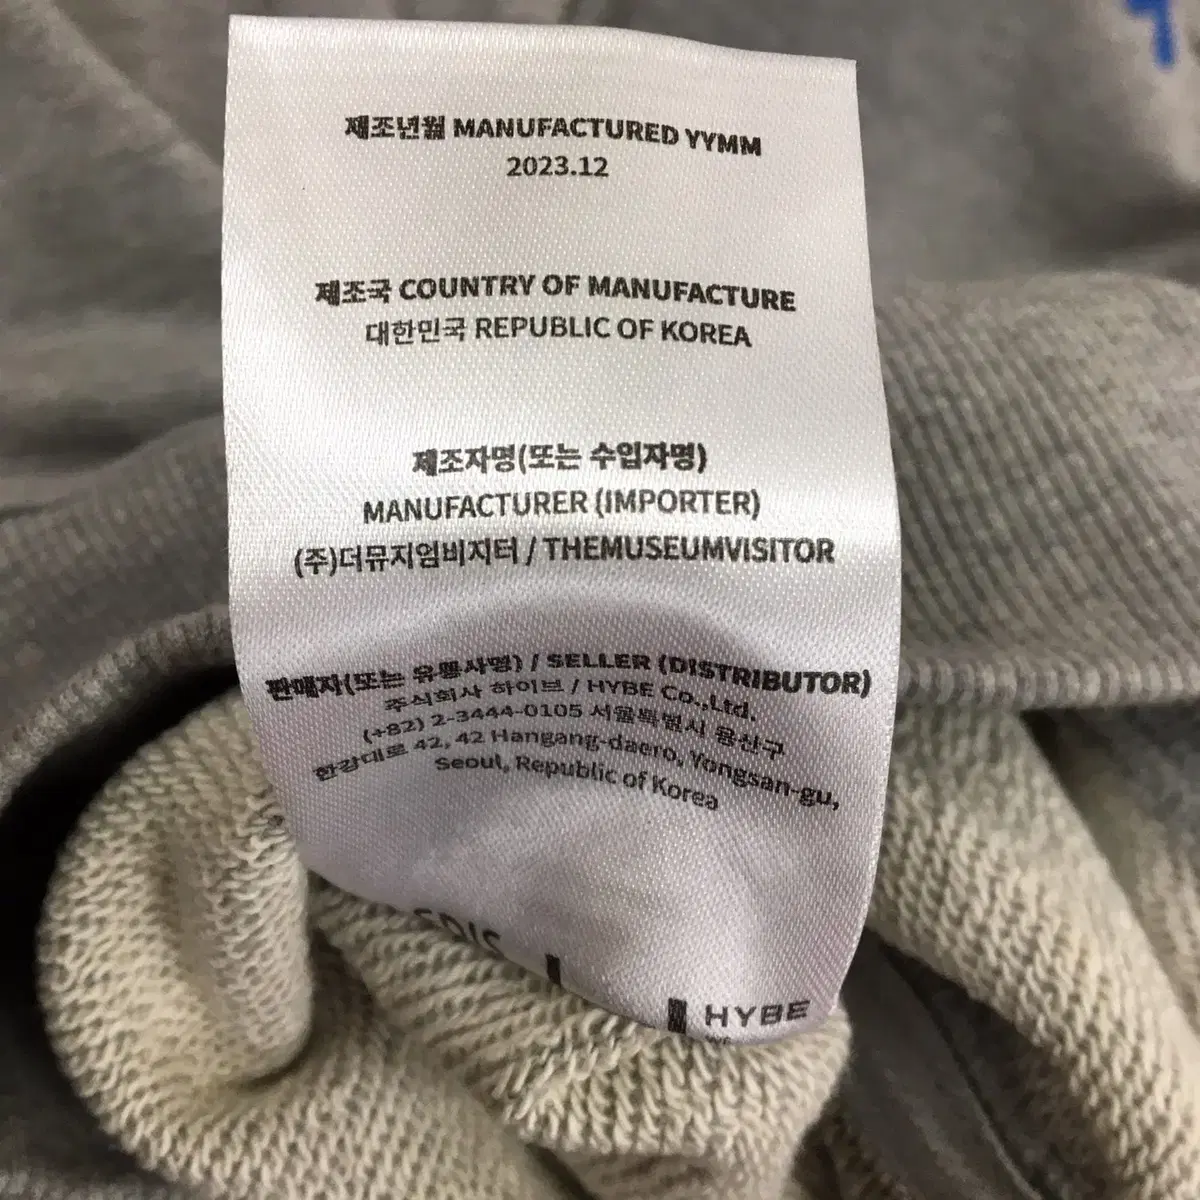 제조년월 MANUFACTURED YYMM
2023.12
제조국 COUNTRY OF MANUFACTURE
대한민국 REPUBLIC OF KOREA
제조자명(또는 수입자명)
MANUFACTURER (IMPORTER)
(주)더뮤지엄비지터 / THEMUSEUMVISITOR
판매자(또는 유통사명) / SELLER (DISTRIBUTOR)
주식회사 하이브 / HYBE Co.,Ltd.
(+82) 2-3444-0105 서울특별시 용산구
한강대로 42, 42 Hangang-daero, Yongsan-gu,
Seoul, Republic of Korea
HYBE